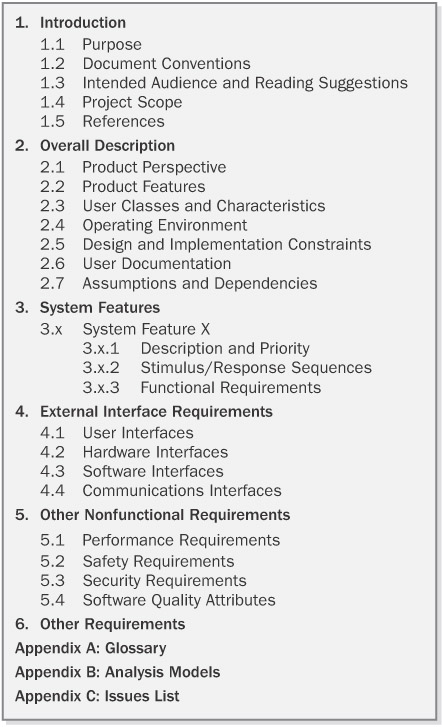 1. Introduction
1.1 Purpose
1.2 Document Conventions
1.3 Intended Audience and Reading Suggestions
1.4 Project Scope
1.5 References
2. Overall Description
2.1 Product Perspective
2.2 Product Features
2.3 User Classes and Characteristics
2.4 Operating Environment
2.5 Design and Implementation Constraints
2.6 User Documentation
2.7 Assumptions and Dependencies
3. System Features
3.x System Feature X
3.x.1 Description and Priority
3.x.2 Stimulus/Response Sequences
3.x.3 Functional Requirements
4. External Interface Requirements
4.1 User Interfaces
4.2 Hardware Interfaces
4.3 Software Interfaces
4.4 Communications Interfaces
5. Other Nonfunctional Requirements
5.1 Performance Requirements
5.2 Safety Requirements
5.3 Security Requirements
5.4 Software Quality Attributes
6. Other Requirements
Appendix A: Glossary
Appendix B: Analysis Models
Appendix C: Issues List